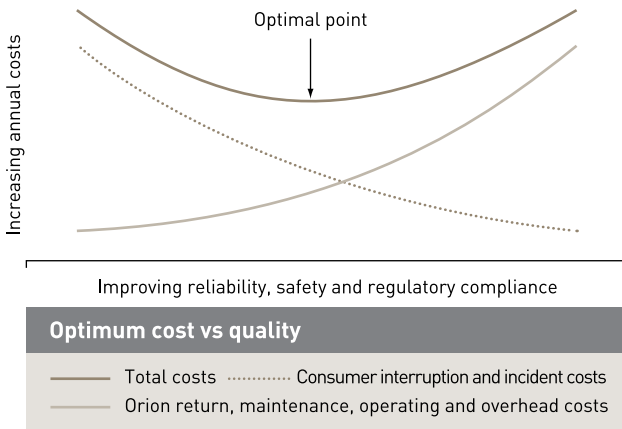 Optimal point
Increasing annual costs
Improving reliability, safety and regulatory compliance
Optimum cost vs quality
Total costs
Consumer interruption and incident costs
Orion return, maintenance, operating and overhead costs